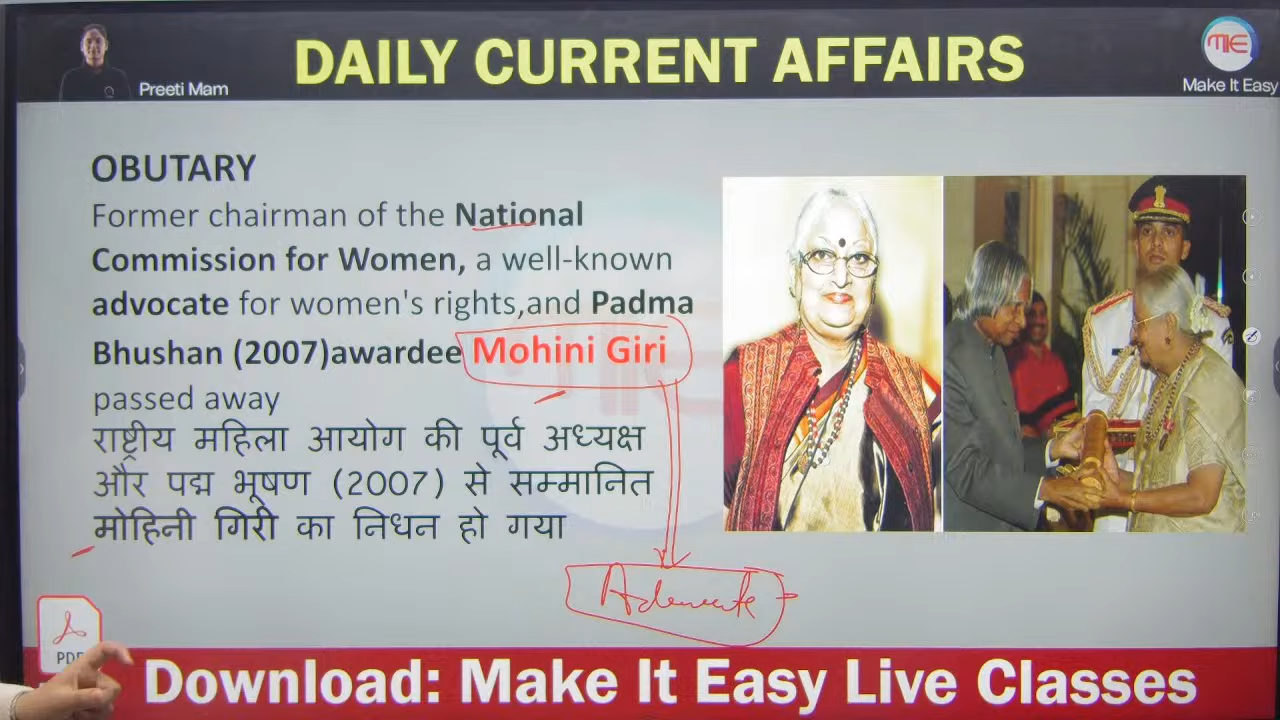 DAILY CURRENT AFFAIRS
Preeti Mam
Make It Easy
OBUTARY
Former chairman of the National
Commission for Women, a well-known
advocate for women's rights,and Padma
Bhushan (2007)awardee Mohini Giri
passed away
राष्ट्रीय महिला आयोग की पूर्व अध्यक्ष
और पद्म भूषण (2007) से सम्मानित
मोहिनी गिरी का निधन हो गया
PDF
Download: Make It Easy Live Classes